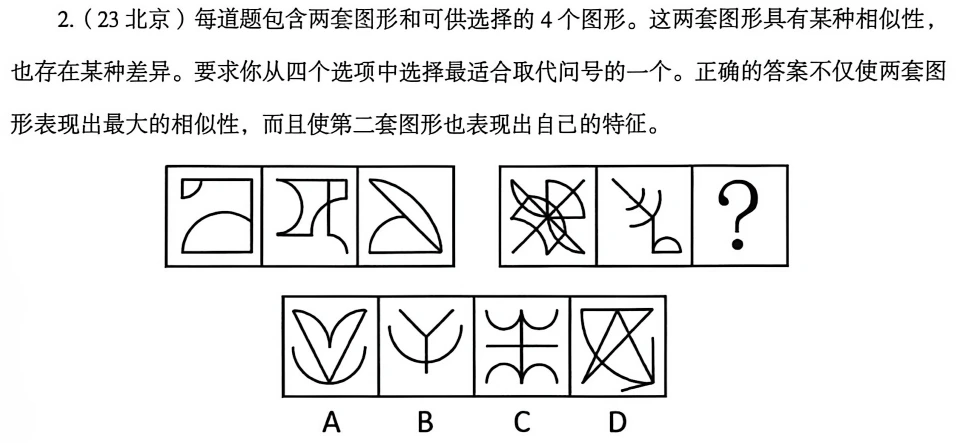 2.（23 北京）每道题包含两套图形和可供选择的 4 个图形。这两套图形具有某种相似性，
也存在某种差异。要求你从四个选项中选择最适合取代问号的一个。正确的答案不仅使两套图
形表现出最大的相似性，而且使第二套图形也表现出自己的特征。
?
A B C D